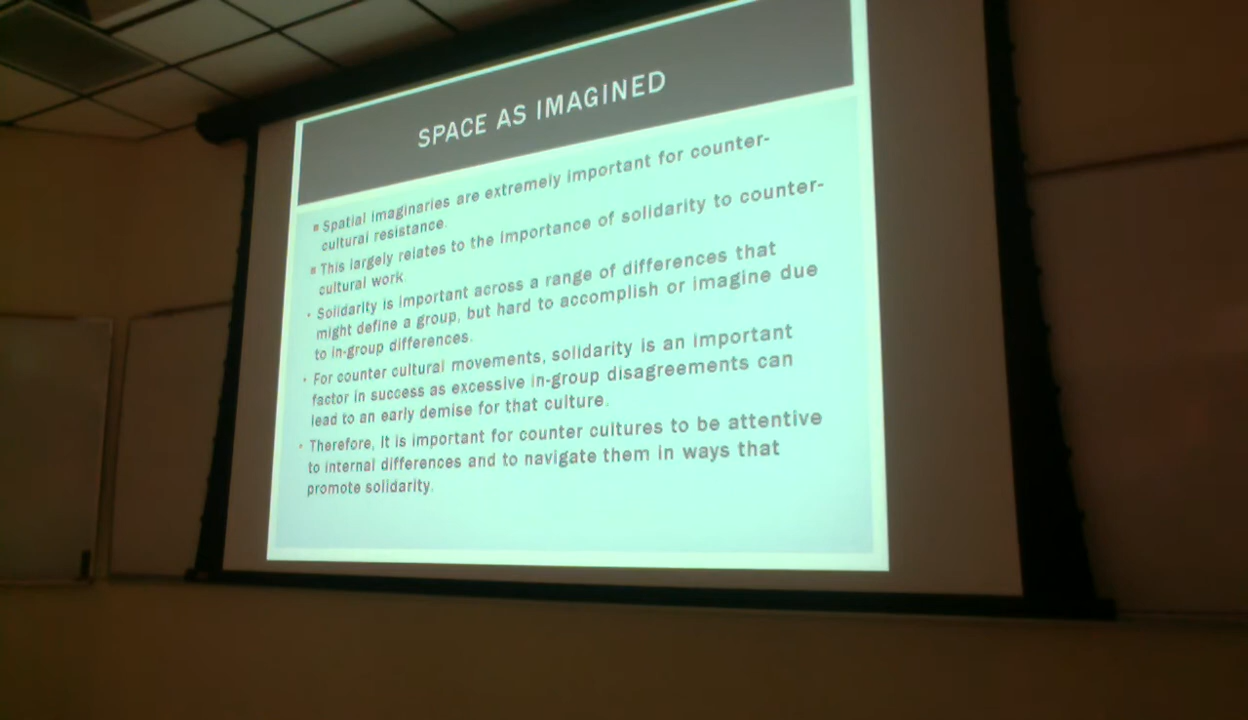 SPACE AS IMAGINED
Spatial imaginaries are extremely important for counter-
cultural resistance.
This largely relates to the importance of solidarity to counter-
cultural work
Solidarity is important across a range of differences that
might define a group, but hard to accomplish or imagine due
to in-group differences.
For counter cultural movements, solidarity is an important
factor in success as excessive in-group disagreements can
lead to an early demise for that culture.
Therefore, It is important for counter cultures to be attentive
to internal differences and to navigate them in ways that
promote solidarity.